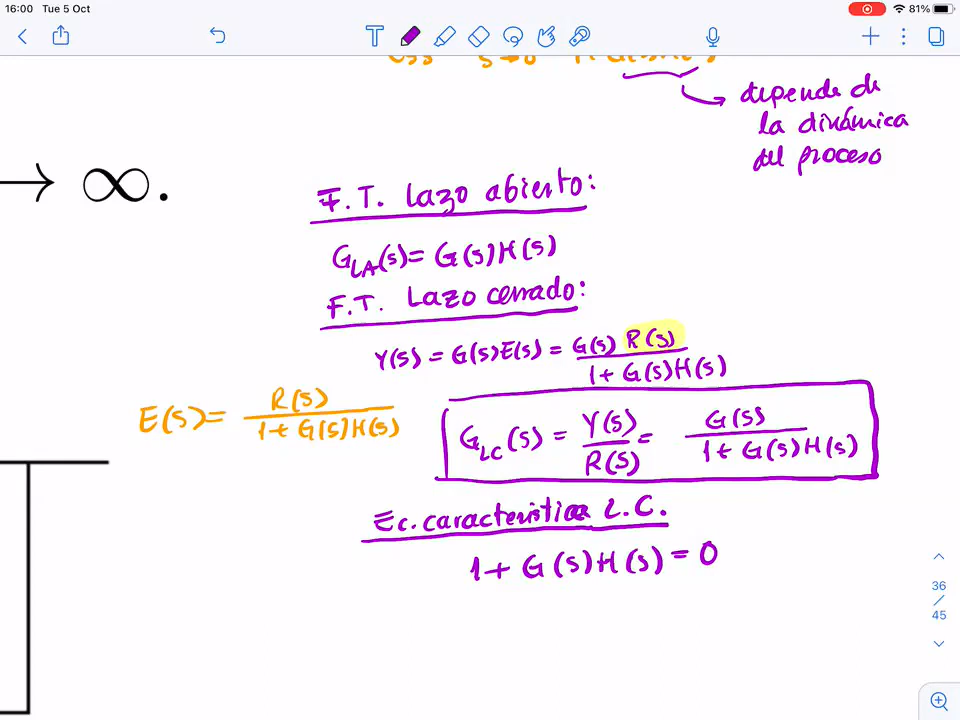 16:00 Tue 5 Oct
81%
depende de
la dinámica
del proceso
→ ∞.
F.T. Lazo abierto:
G_LA(s) = G(s)H(s)
F.T. Lazo cerrado:
Y(s) = G(s)E(s) = G(s) R(s) / 1 + G(s)H(s)
E(s) = R(s) / 1 + G(s)H(s)
G_LC(s) = Y(s) / R(s) = G(s) / 1 + G(s)H(s)
Ec. característica L.C.
1 + G(s)H(s) = 0
36
/
45